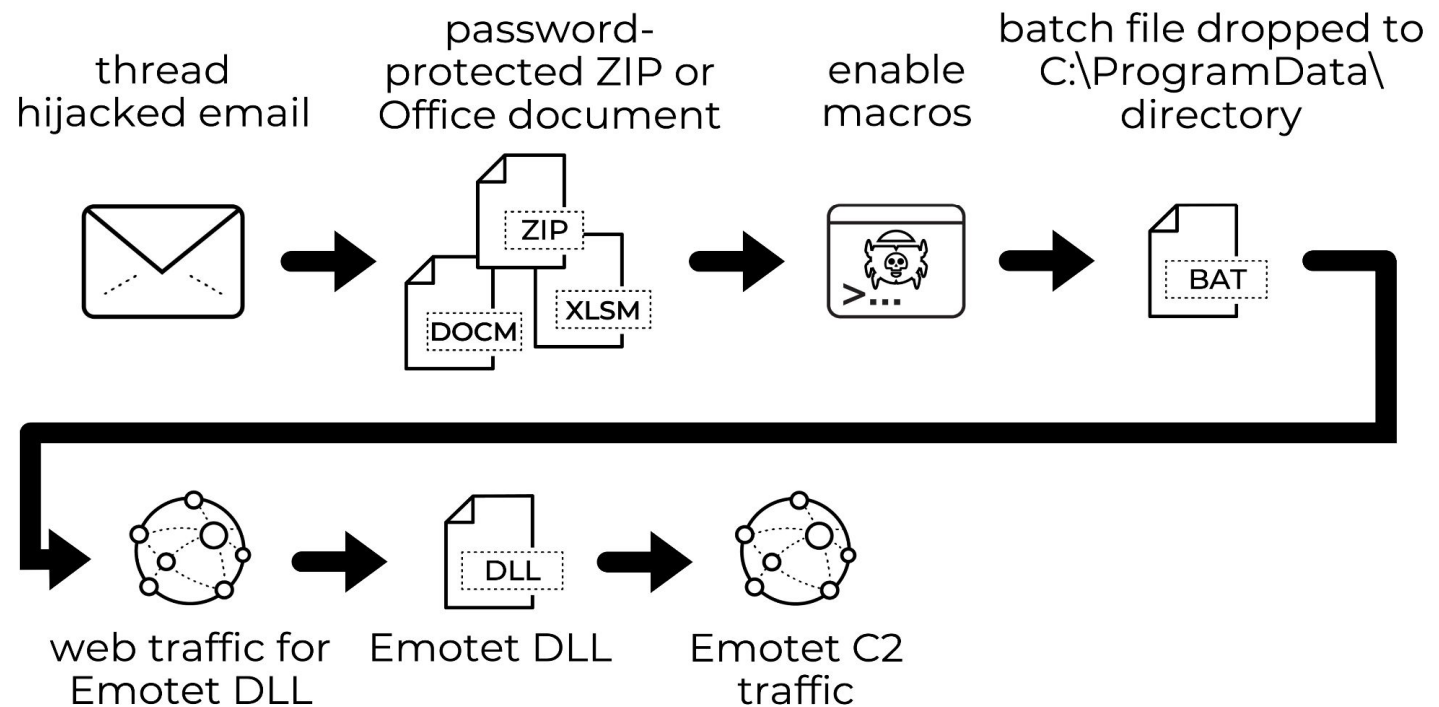 thread
hijacked email
password-
protected ZIP or
Office document
enable
macros
batch file dropped to
C:\ProgramData\
directory
ZIP
DOCM
XLSM
>...
BAT
DLL
web traffic for
Emotet DLL
Emotet DLL
Emotet C2
traffic